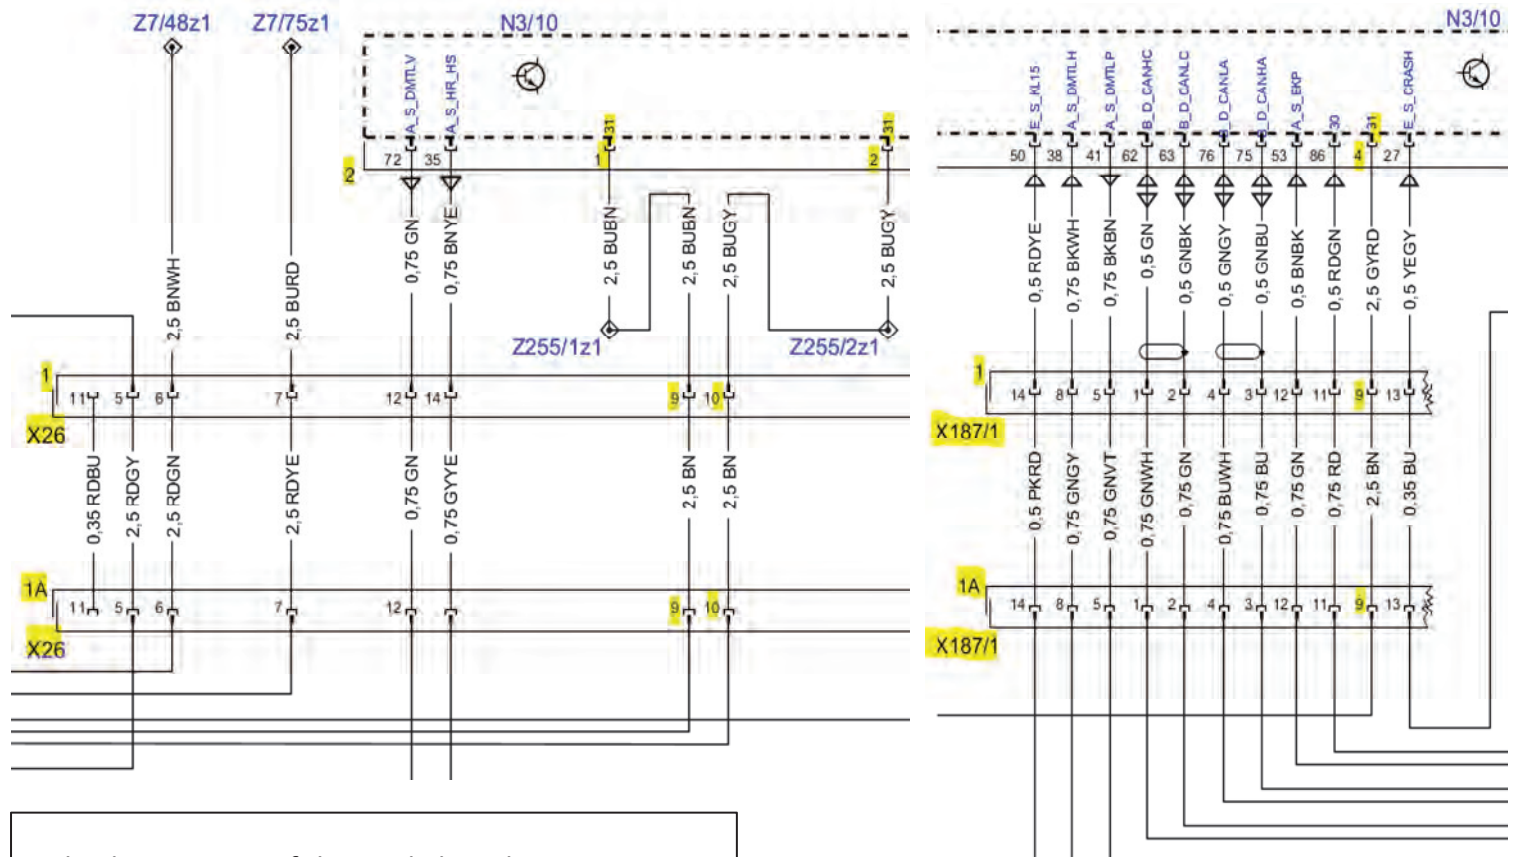 Z7/48z1 Z7/75z1 N3/10
A_S_DMTLV A_S_HR_HS 31 31
2 72 35 1 2
2,5 BNWH 2,5 BURD 0,75 GN 0,75 BNYE 2,5 BUBN 2,5 BUBN 2,5 BUGY 2,5 BUGY
Z255/1z1 Z255/2z1
1
11 5 6 7 12 14 9 10
X26
0,35 RDBU 2,5 RDGY 2,5 RDGN 2,5 RDYE 0,75 GN 0,75 GYYE 2,5 BN 2,5 BN
1A
11 5 6 7 12 9 10
X26
N3/10
E_S_KL15 A_S_DMTLH A_S_DMTLP B_D_CANHC B_D_CANLC B_D_CANLA B_D_CANHA A_S_EKP 30 31 E_S_CRASH
50 38 41 62 63 76 75 53 86 4 27
0,5 RDYE 0,75 BKWH 0,75 BKBN 0,5 GN 0,5 GNBK 0,5 GNGY 0,5 GNBU 0,5 BNBK 0,5 RDGN 2,5 GYRD 0,5 YEGY
1
14 8 5 1 2 4 3 12 11 9 13
X187/1
0,5 PKRD 0,75 GNGY 0,75 GNVT 0,75 GNWH 0,75 GN 0,75 BUWH 0,75 BU 0,75 GN 0,75 RD 2,5 BN 0,35 BU
1A
14 8 5 1 2 4 3 12 11 9 13
X187/1